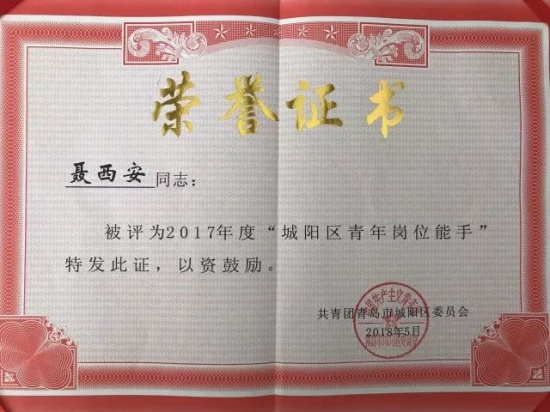 荣誉证书
聂西安同志：
被评为2017年度“城阳区青年岗位能手”
特发此证，以资鼓励。
共青团青岛市城阳区委员会
2018年5月